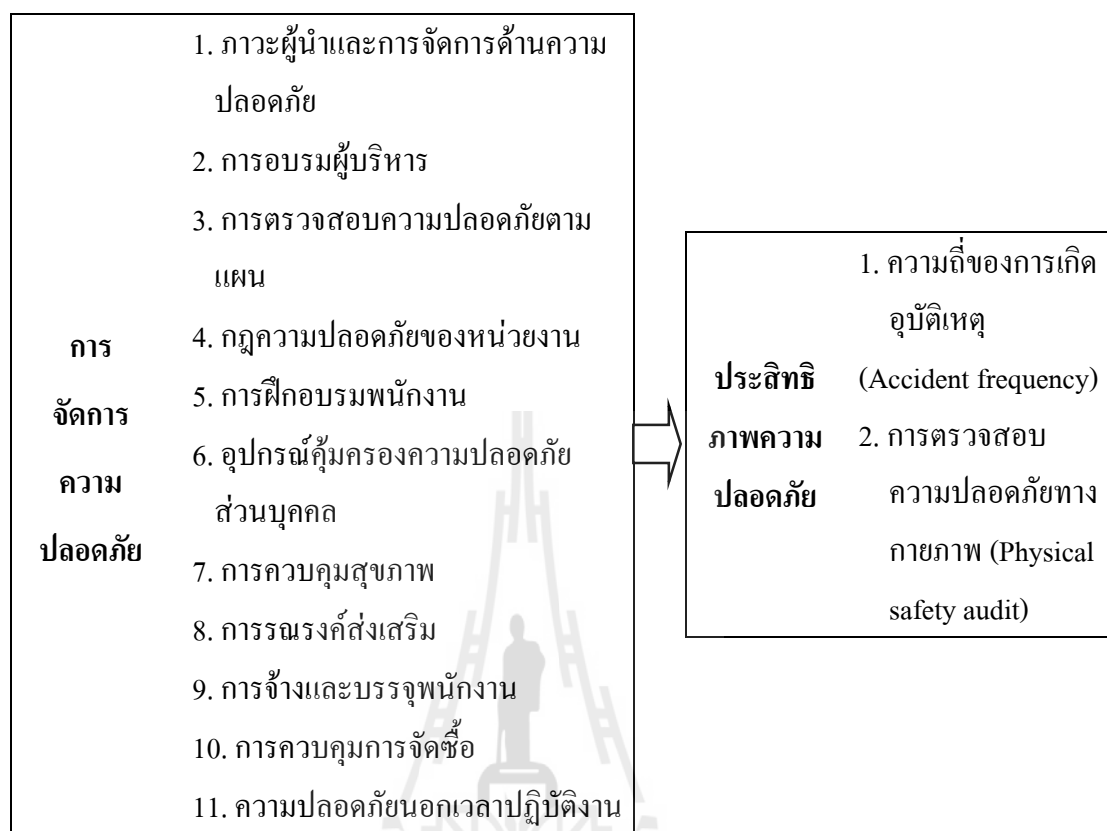 การ
จัดการ
ความ
ปลอดภัย
1. ภาวะผู้นำและการจัดการด้านความ
ปลอดภัย
2. การอบรมผู้บริหาร
3. การตรวจสอบความปลอดภัยตาม
แผน
4. กฎความปลอดภัยของหน่วยงาน
5. การฝึกอบรมพนักงาน
6. อุปกรณ์คุ้มครองความปลอดภัย
ส่วนบุคคล
7. การควบคุมสุขภาพ
8. การรณรงค์ส่งเสริม
9. การจ้างและบรรจุพนักงาน
10. การควบคุมการจัดซื้อ
11. ความปลอดภัยนอกเวลาปฏิบัติงาน
ประสิทธิ
ภาพความ
ปลอดภัย
1. ความถี่ของการเกิด
อุบัติเหตุ
(Accident frequency)
2. การตรวจสอบ
ความปลอดภัยทาง
กายภาพ (Physical
safety audit)